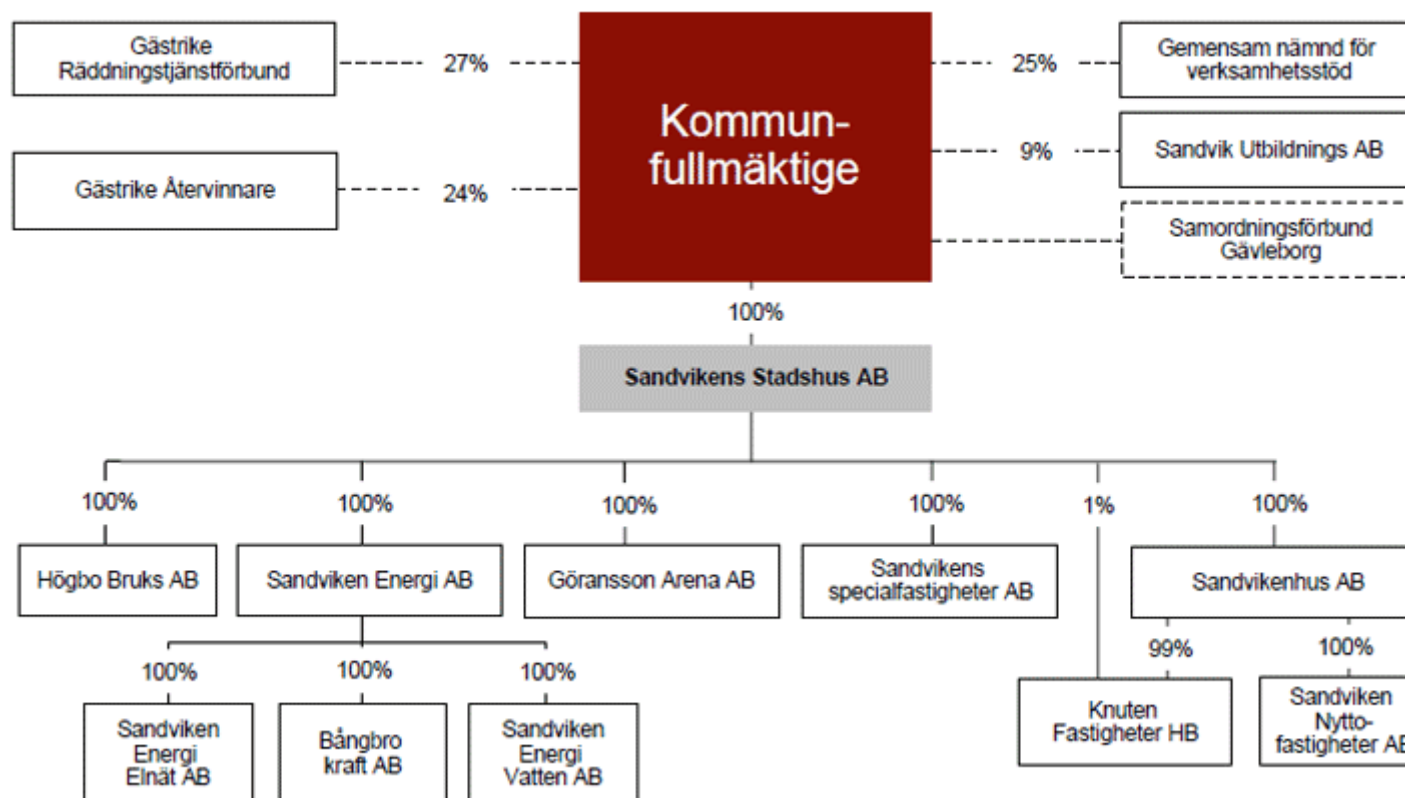 Gästrike
Räddningstjänstförbund
27%
Kommun-
fullmäktige
25%
Gemensam nämnd för
verksamhetsstöd
9%
Sandvik Utbildnings AB
Gästrike Återvinnare
24%
Samordningsförbund
Gävleborg
100%
Sandvikens Stadshus AB
100%
100%
100%
100%
1%
100%
Högbo Bruks AB
Sandviken Energi AB
Göransson Arena AB
Sandvikens
specialfastigheter AB
Sandvikenhus AB
100%
100%
100%
99%
100%
Sandviken
Energi
Elnät AB
Bångbro
kraft AB
Sandviken
Energi
Vatten AB
Knuten
Fastigheter HB
Sandviken
Nytto-
fastigheter AB